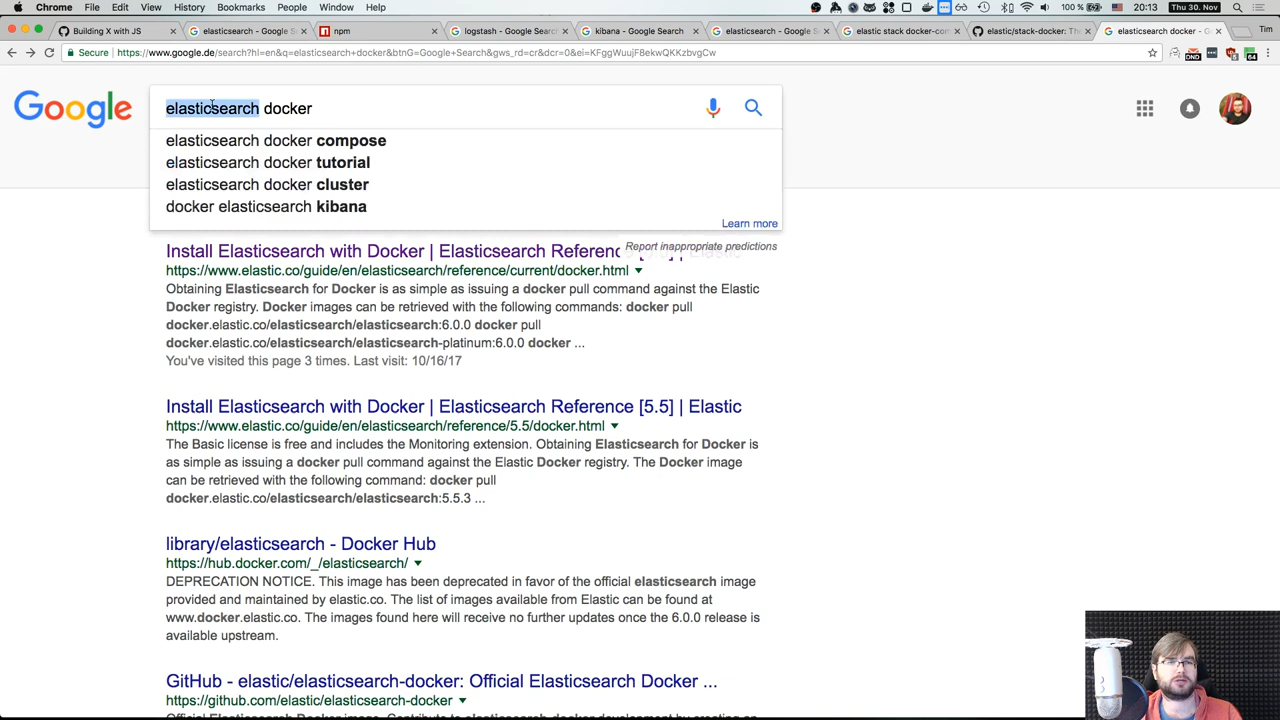 Chrome File Edit View History Bookmarks People Window Help 100 % Thu 30. Nov 20:13
Building X with JS
elasticsearch - Google S
npm
logstash - Google Searc
kibana - Google Search
elasticsearch - Google S
elastic stack docker-com
elastic/stack-docker: The
elasticsearch docker - G
Tim
Secure https://www.google.de/search?hl=en&q=elasticsearch+docker&btnG=Google+Search&gws_rd=cr&dcr=0&ei=KFggWuujF8ekwQKKzbvgCw
Google
elasticsearch docker
elasticsearch docker compose
elasticsearch docker tutorial
elasticsearch docker cluster
docker elasticsearch kibana
Learn more
Report inappropriate predictions
Install Elasticsearch with Docker | Elasticsearch Referenc
https://www.elastic.co/guide/en/elasticsearch/reference/current/docker.html
Obtaining Elasticsearch for Docker is as simple as issuing a docker pull command against the Elastic
Docker registry. Docker images can be retrieved with the following commands: docker pull
docker.elastic.co/elasticsearch/elasticsearch:6.0.0 docker pull
docker.elastic.co/elasticsearch/elasticsearch-platinum:6.0.0 docker ...
You've visited this page 3 times. Last visit: 10/16/17
Install Elasticsearch with Docker | Elasticsearch Reference [5.5] | Elastic
https://www.elastic.co/guide/en/elasticsearch/reference/5.5/docker.html
The Basic license is free and includes the Monitoring extension. Obtaining Elasticsearch for Docker is
as simple as issuing a docker pull command against the Elastic Docker registry. The Docker image
can be retrieved with the following command: docker pull
docker.elastic.co/elasticsearch/elasticsearch:5.5.3 ...
library/elasticsearch - Docker Hub
https://hub.docker.com/_/elasticsearch/
DEPRECATION NOTICE. This image has been deprecated in favor of the official elasticsearch image
provided and maintained by elastic.co. The list of images available from Elastic can be found at
www.docker.elastic.co. The images found here will receive no further updates once the 6.0.0 release is
available upstream.
GitHub - elastic/elasticsearch-docker: Official Elasticsearch Docker ...
https://github.com/elastic/elasticsearch-docker